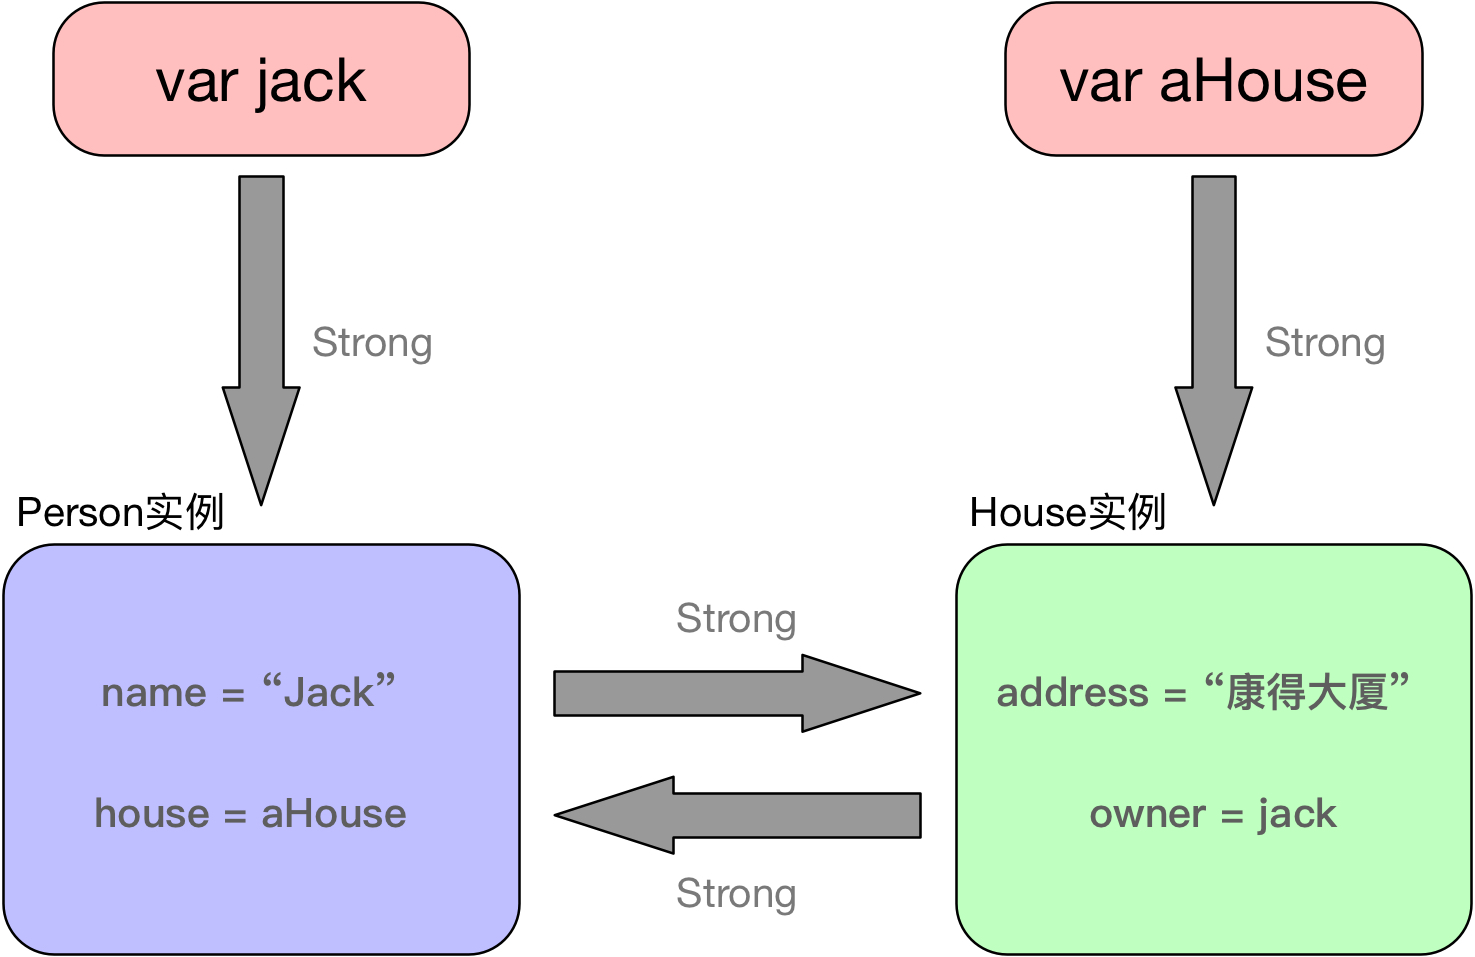 var jack
var aHouse
Strong
Strong
Person实例
House实例
Strong
name = “Jack”
address = “康得大厦”
house = aHouse
owner = jack
Strong